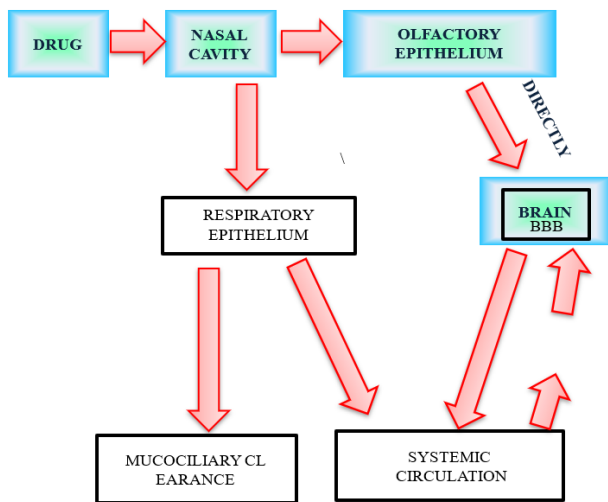 DRUG
NASAL
CAVITY
OLFACTORY
EPITHELIUM
DIRECTLY
\
RESPIRATORY
EPITHELIUM
BRAIN
BBB
MUCOCILIARY CL
EARANCE
SYSTEMIC
CIRCULATION